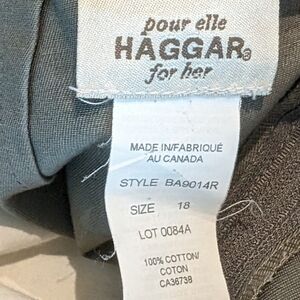 pour elle
HAGGAR®
for her
MADE IN/FABRIQUÉ
AU CANADA
STYLE BA9014R
SIZE 18
LOT 0084A
100% COTTON/
COTON
CA36738